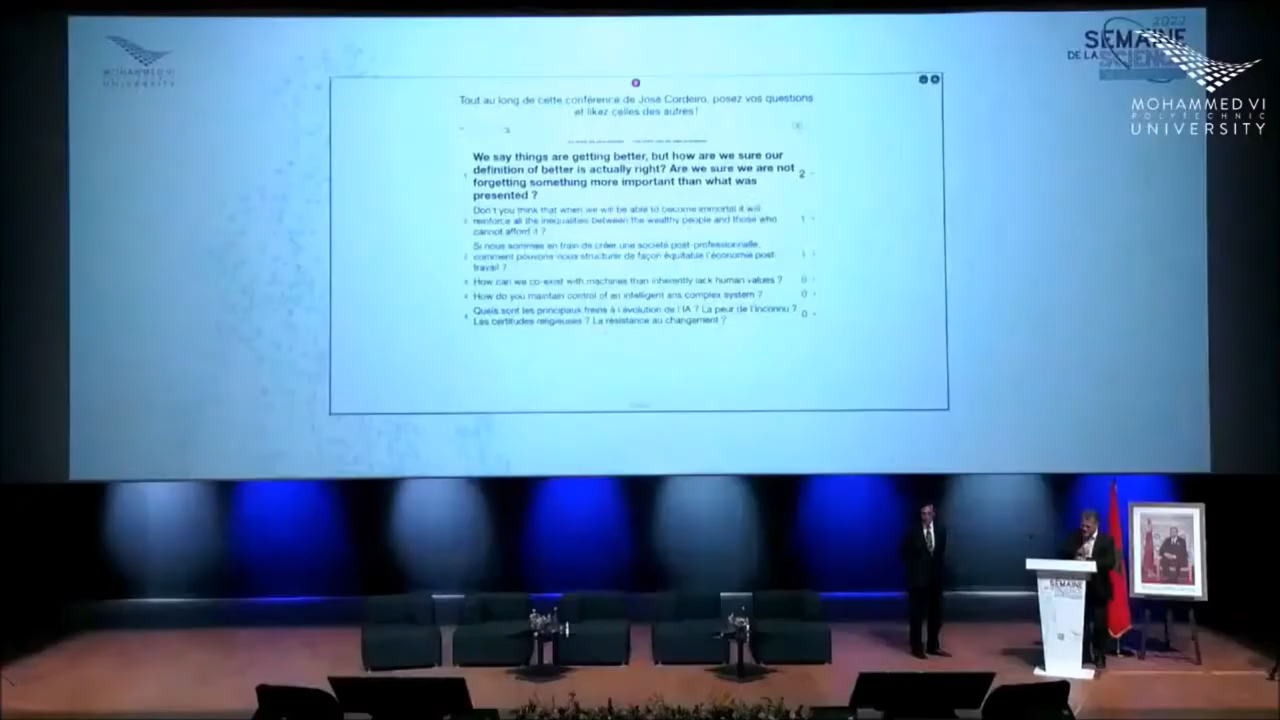 MOHAMMED VI
UNIVERSITY
2022
SEMAINE
DE LA SCIENCE
MOHAMMED VI
POLYTECHNIC
UNIVERSITY
Tout au long de cette conférence de José Cordeiro, posez vos questions
et likez celles des autres !
1 We say things are getting better, but how are we sure our
definition of better is actually right? Are we sure we are not
forgetting something more important than what was
presented ?
2
Don't you think that when we will be able to become immortal it will
reinforce all the inequalities between the wealthy people and those who
cannot afford it ?
1
Si nous sommes en train de créer une société post-professionnelle,
comment pouvons-nous structurer de façon équitable l'économie post-
travail ?
1
How can we co-exist with machines than inherently lack human values ?
0
How do you maintain control of an intelligent ans complex system ?
0
Quels sont les principaux freins à l'évolution de l'IA ? La peur de l'inconnu ?
Les certitudes religieuses ? La résistance au changement ?
0
SEMAINE
SCIENCE